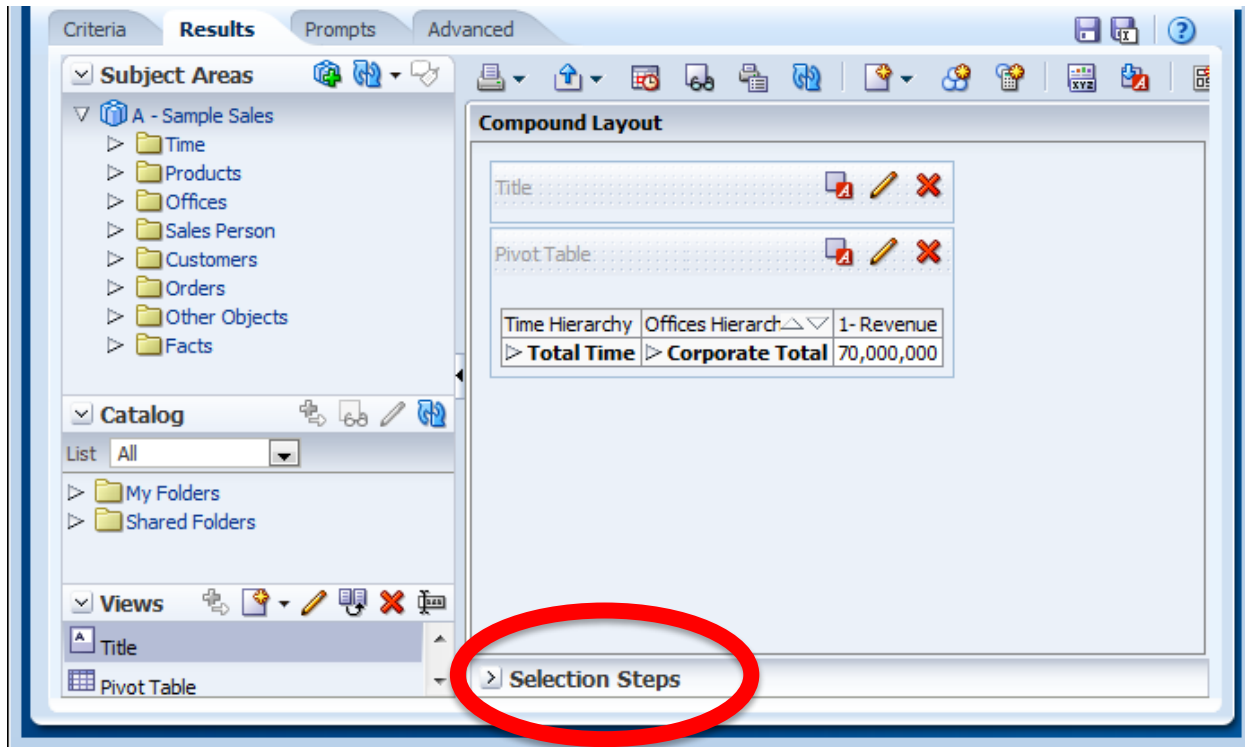 Criteria Results Prompts Advanced
Subject Areas
A - Sample Sales
Time
Products
Offices
Sales Person
Customers
Orders
Other Objects
Facts
Catalog
List All
My Folders
Shared Folders
Views
Title
Pivot Table
Compound Layout
Title
Pivot Table
Time Hierarchy Offices Hierarch 1- Revenue
Total Time Corporate Total 70,000,000
Selection Steps